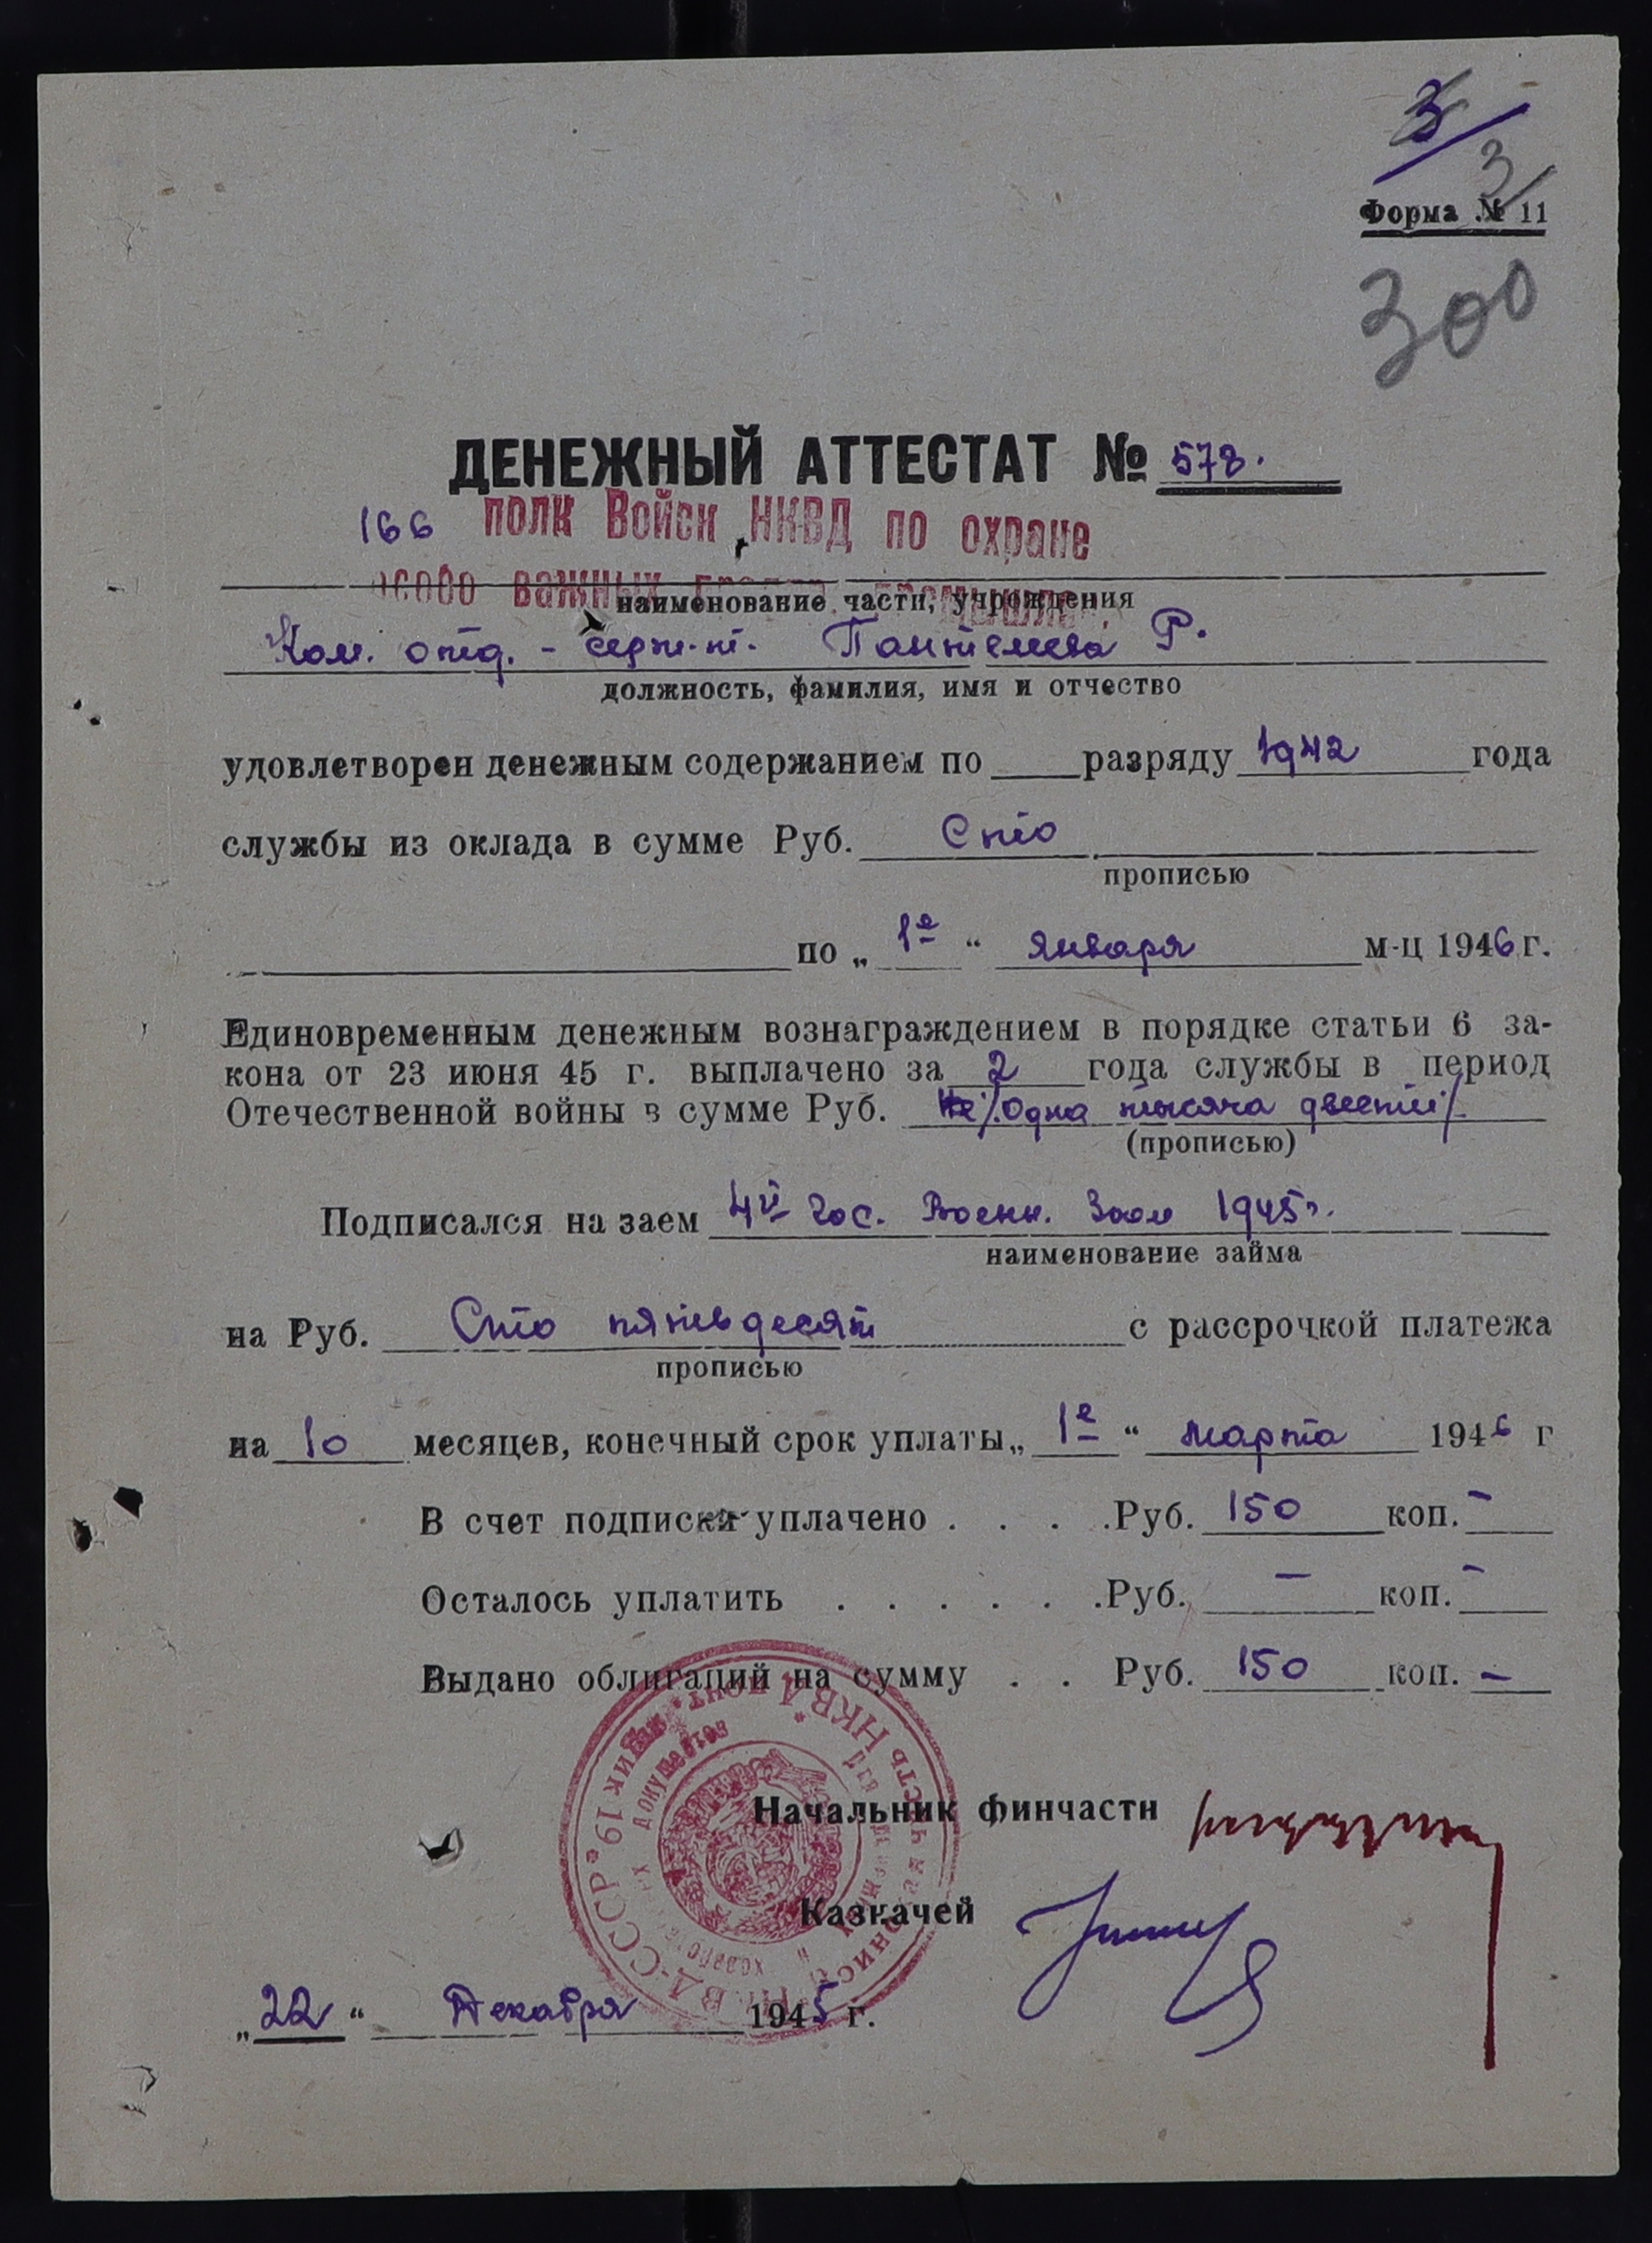 3
3
Форма № 11
300
ДЕНЕЖНЫЙ АТТЕСТАТ № 578.
166 полк Войск НКВД по охране
особо важных промышлен.
наименование части, учреждения
Ком. отд. - серж-т. Пантелеева Р.
должность, фамилия, имя и отчество
удовлетворен денежным содержанием по разряду 1942 года
службы из оклада в сумме Руб. Сто
прописью
по „ 1е “ января м-ц 1946 г.
Единовременным денежным вознаграждением в порядке статьи 6 за-
кона от 23 июня 45 г. выплачено за 2 года службы в период
Отечественной войны в сумме Руб. /.Одна тысяча двести/.
(прописью)
Подписался на заем 4й Гос. Военн. Заем 1945г.
наименование займа
на Руб. Сто пятьдесят с рассрочкой платежа
прописью
на 10 месяцев, конечный срок уплаты „ 1е “ марта 1946 г
В счет подписки уплачено . . . . Руб. 150 коп. –
Осталось уплатить . . . . . . Руб. – коп. –
Выдано облигаций на сумму . . Руб. 150 коп. –
Начальник финчасти
Казначей
„ 22 “ Декабря 1945 г.